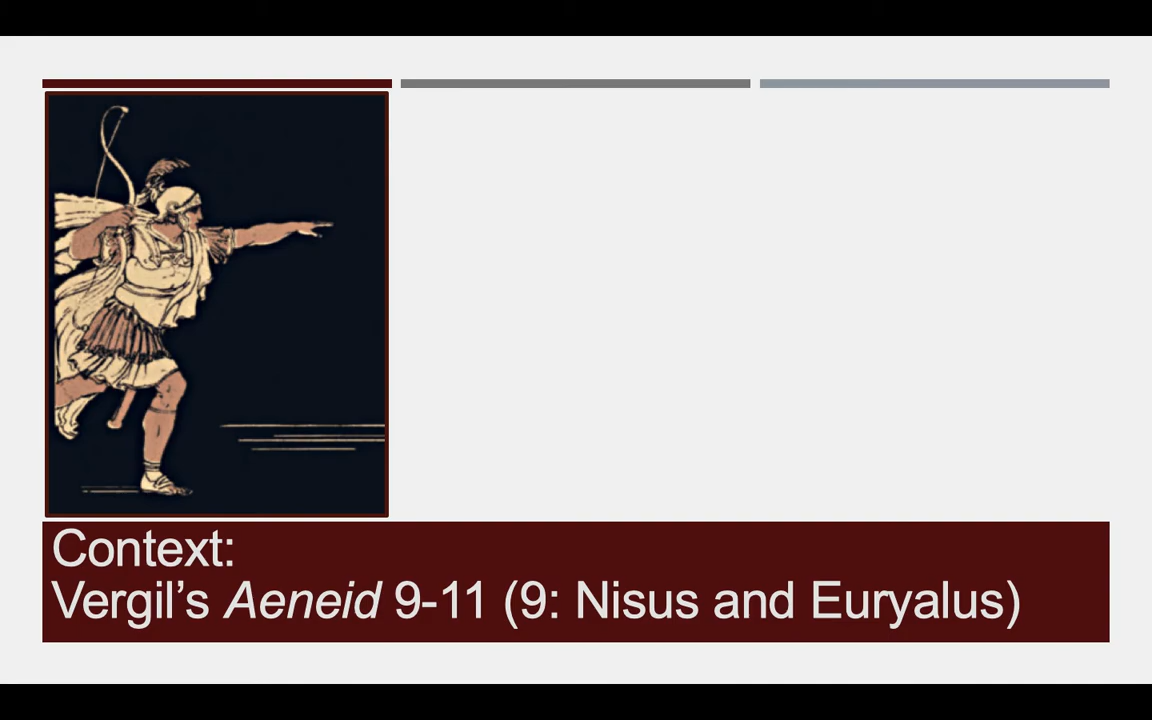 Context:
Vergil’s Aeneid 9-11 (9: Nisus and Euryalus)